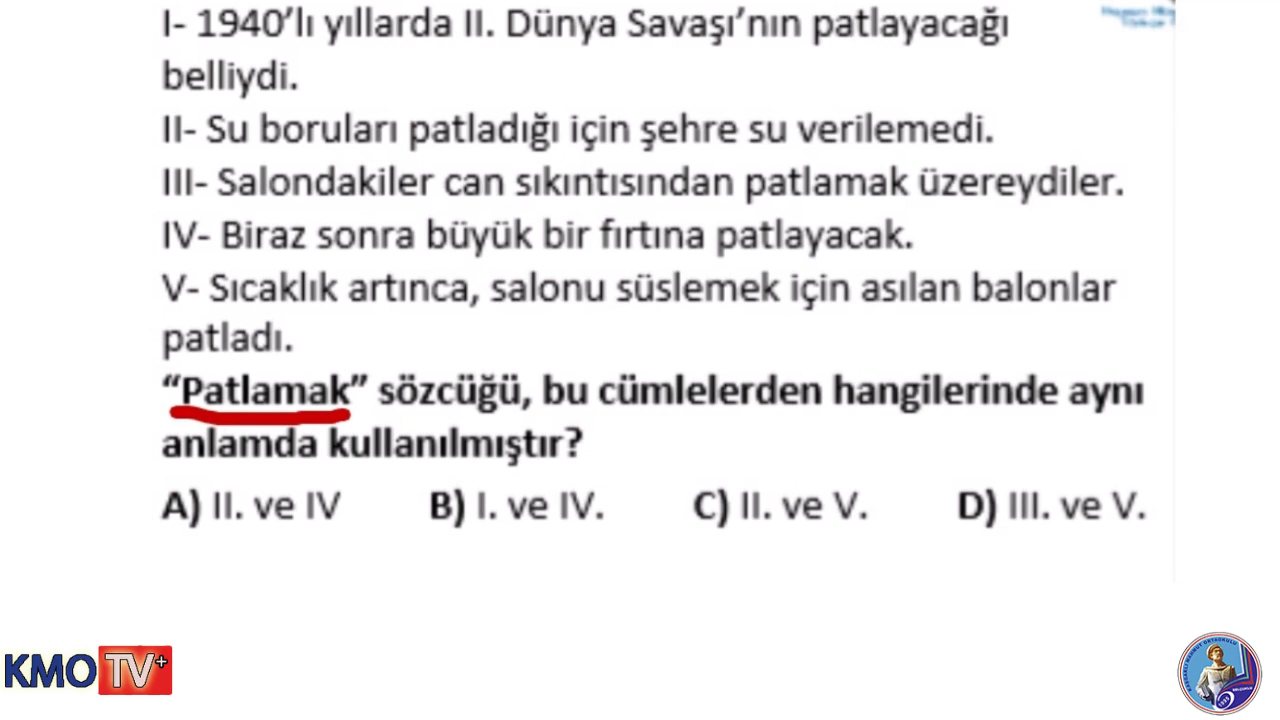 I- 1940’lı yıllarda II. Dünya Savaşı’nın patlayacağı
belliydi.
II- Su boruları patladığı için şehre su verilemedi.
III- Salondakiler can sıkıntısından patlamak üzereydiler.
IV- Biraz sonra büyük bir fırtına patlayacak.
V- Sıcaklık artınca, salonu süslemek için asılan balonlar
patladı.
“Patlamak” sözcüğü, bu cümlelerden hangilerinde aynı
anlamda kullanılmıştır?
A) II. ve IV B) I. ve IV. C) II. ve V. D) III. ve V.
KMO TV+